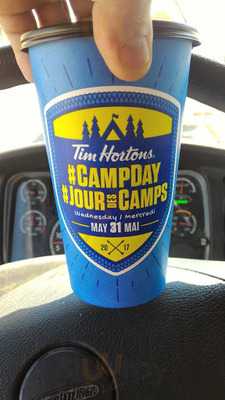 Tim Hortons.
#CAMPDAY
#JOUR DES CAMPS
Wednesday / Mercredi
MAY 31 MAI
20 17